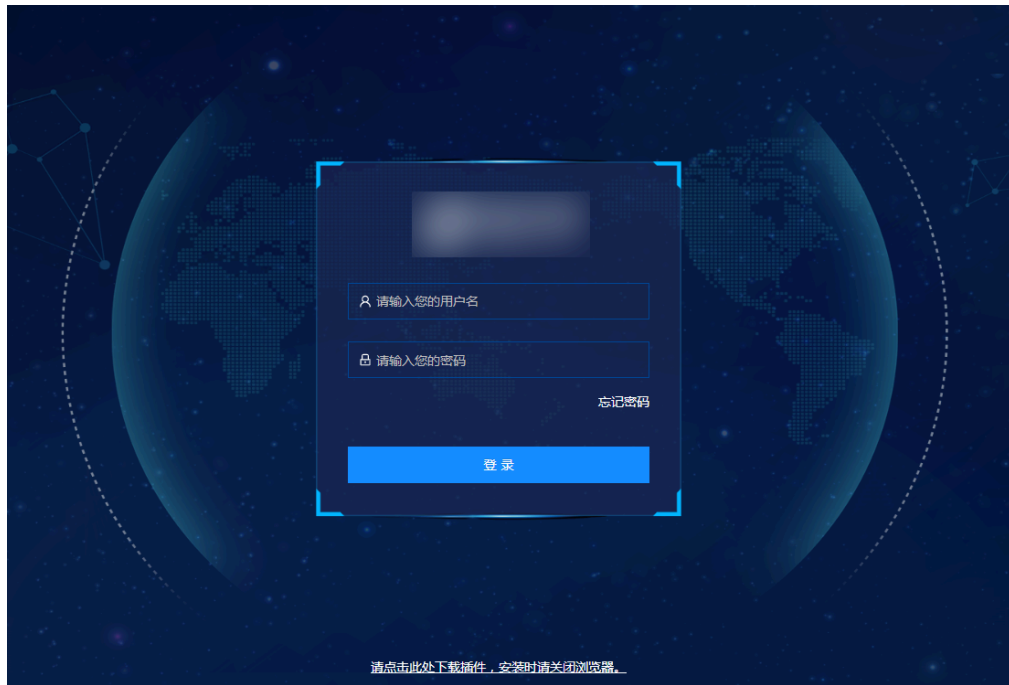 请输入您的用户名
请输入您的密码
忘记密码
登 录
请点击此处下载插件，安装时请关闭浏览器。